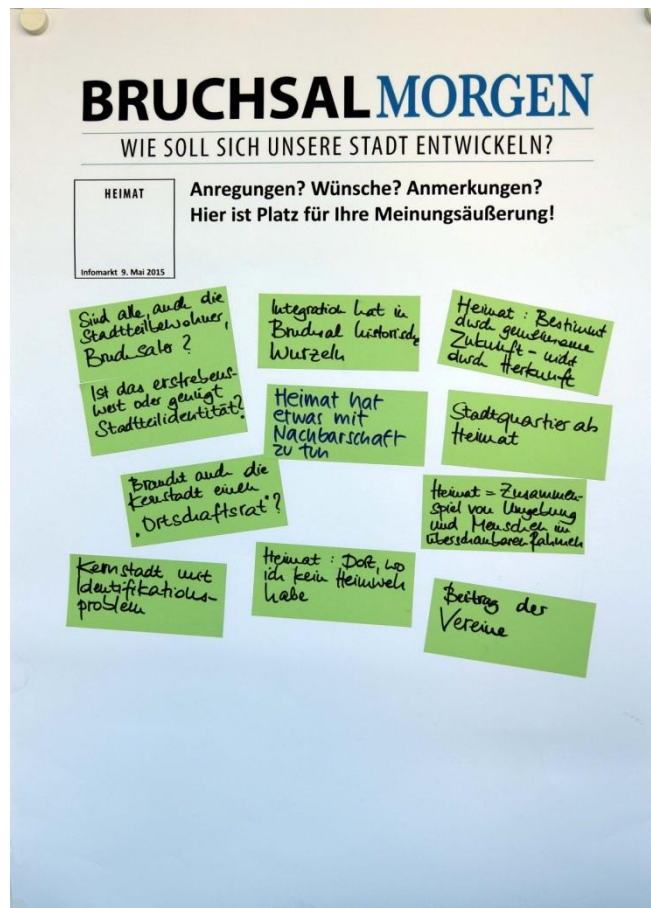 BRUCHSALMORGEN
WIE SOLL SICH UNSERE STADT ENTWICKELN?
HEIMAT
Infomarkt 9. Mai 2015
Anregungen? Wünsche? Anmerkungen?
Hier ist Platz für Ihre Meinungsäußerung!
Sind alle, auch die
Stadtteilbewohner,
Bruchsaler?
Ist das erstrebens-
wert oder genügt
Stadtteilidentität?
Integration hat in
Bruchsal historische
Wurzeln
Heimat : Bestimmt
durch gemeinsame
Zukunft - nicht
durch Herkunft
Heimat hat
etwas mit
Nachbarschaft
zu tun
Stadtquartier als
Heimat
Braucht auch die
Kernstadt einen
"Ortschaftsrat"?
Heimat = Zusammen-
spiel von Umgebung
und Menschen im
überschaubaren Rahmen
Kernstadt mit
Identifikations-
problem
Heimat : Dort, wo
ich kein Heimweh
habe
Beitrag der
Vereine